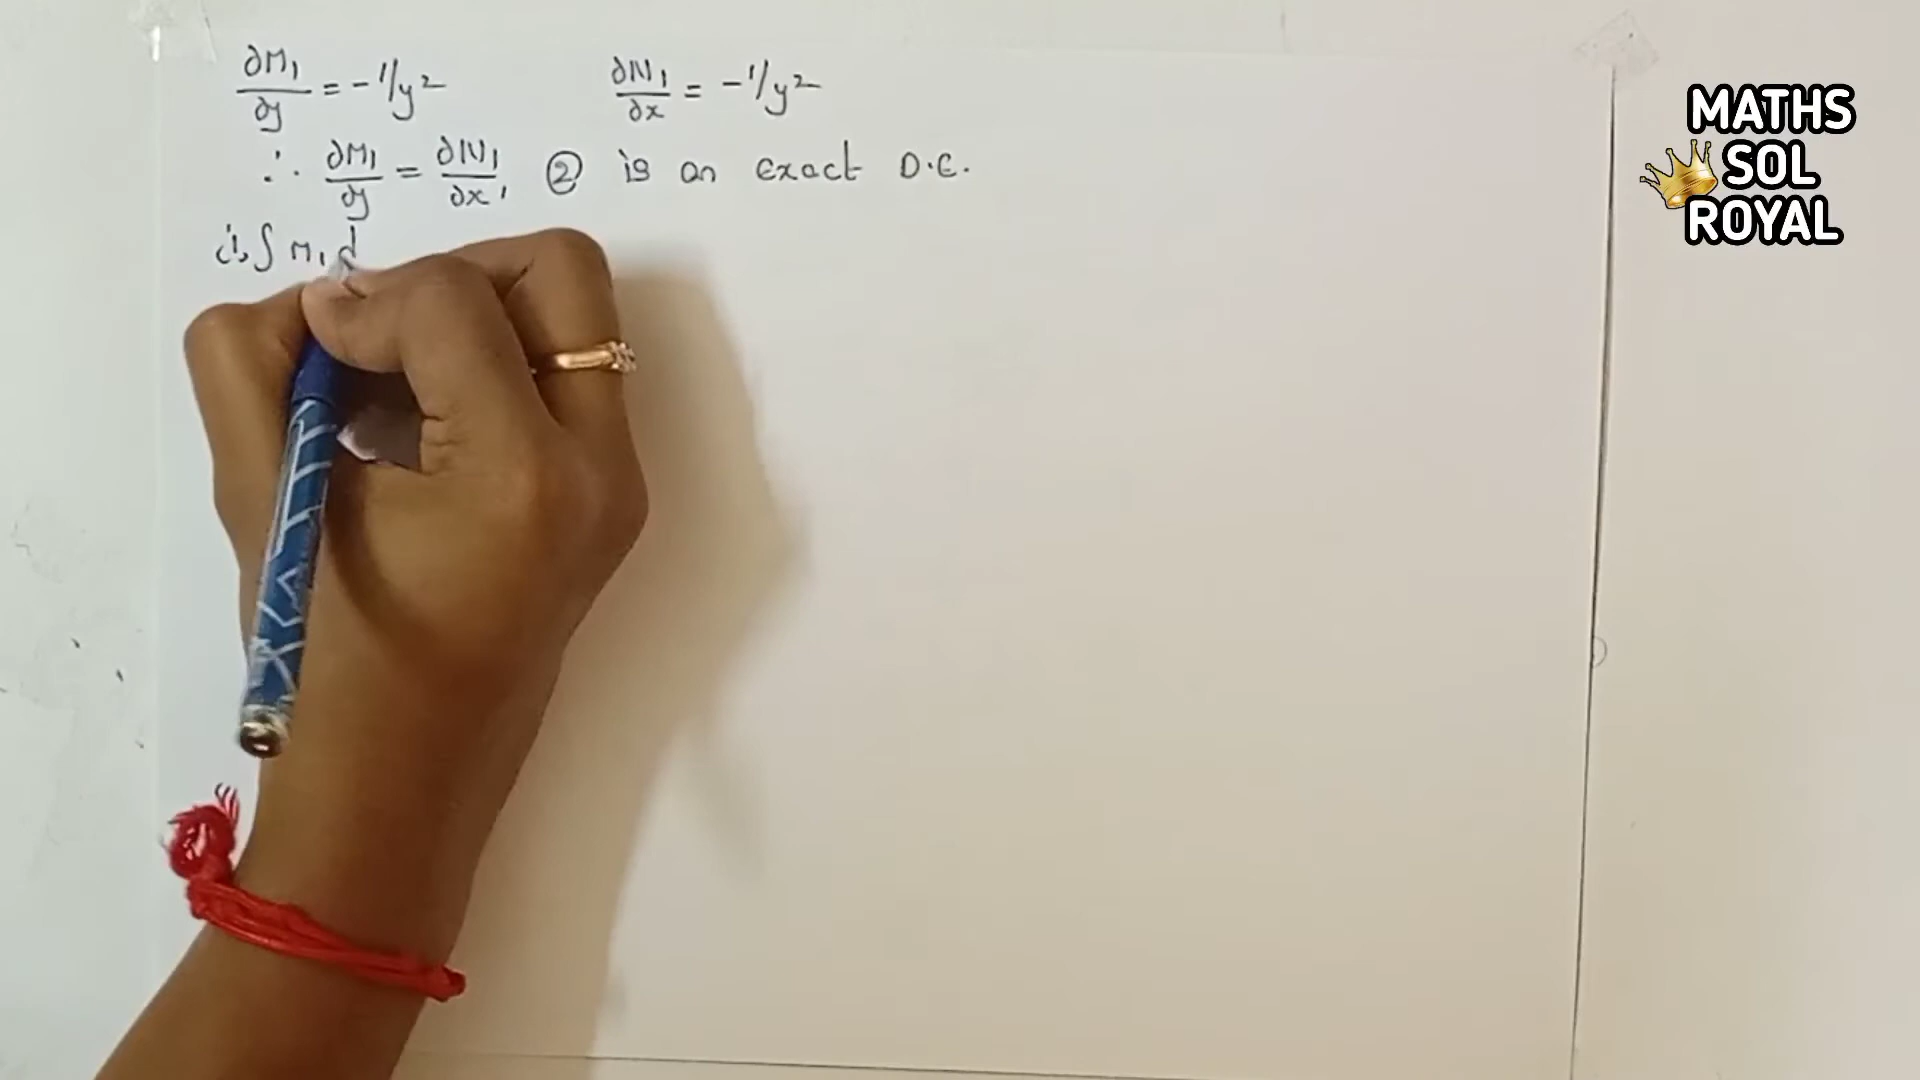 ∂M₁/∂y = -1/y² ∂N₁/∂x = -1/y²
∴ ∂M₁/∂y = ∂N₁/∂x, ② is an exact D.E.
i, ∫ M₁ d
MATHS
SOL
ROYAL